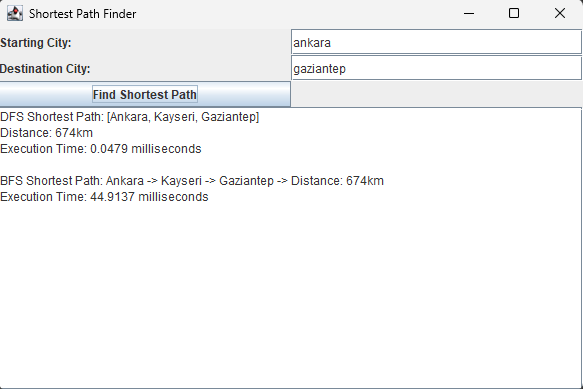 Shortest Path Finder
Starting City:
ankara
Destination City:
gaziantep
Find Shortest Path
DFS Shortest Path: [Ankara, Kayseri, Gaziantep]
Distance: 674km
Execution Time: 0.0479 milliseconds
BFS Shortest Path: Ankara -> Kayseri -> Gaziantep -> Distance: 674km
Execution Time: 44.9137 milliseconds